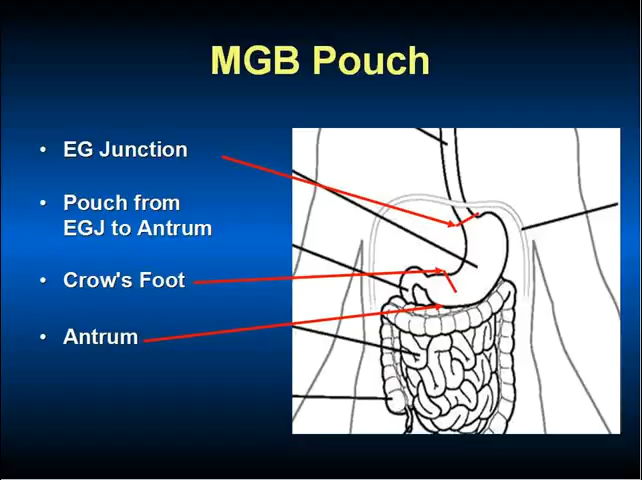 MGB Pouch
• EG Junction
• Pouch from
EGJ to Antrum
• Crow's Foot
• Antrum